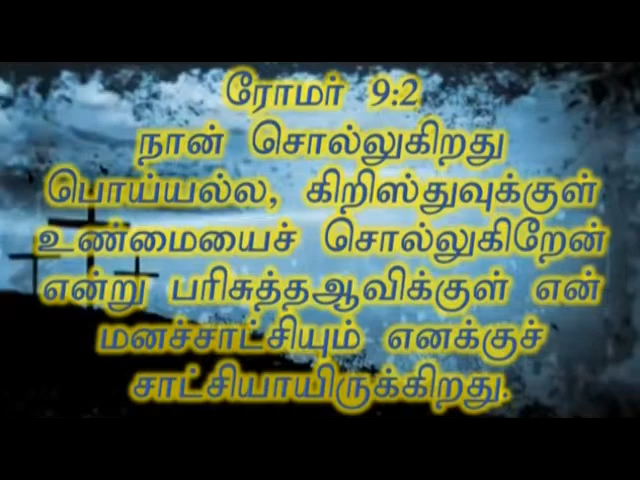 ரோமர் 9:2
நான் சொல்லுகிறது
பொய்யல்ல, கிறிஸ்துவுக்குள்
உண்மையைச் சொல்லுகிறேன்
என்று பரிசுத்தஆவிக்குள் என்
மனச்சாட்சியும் எனக்குச்
சாட்சியாயிருக்கிறது.